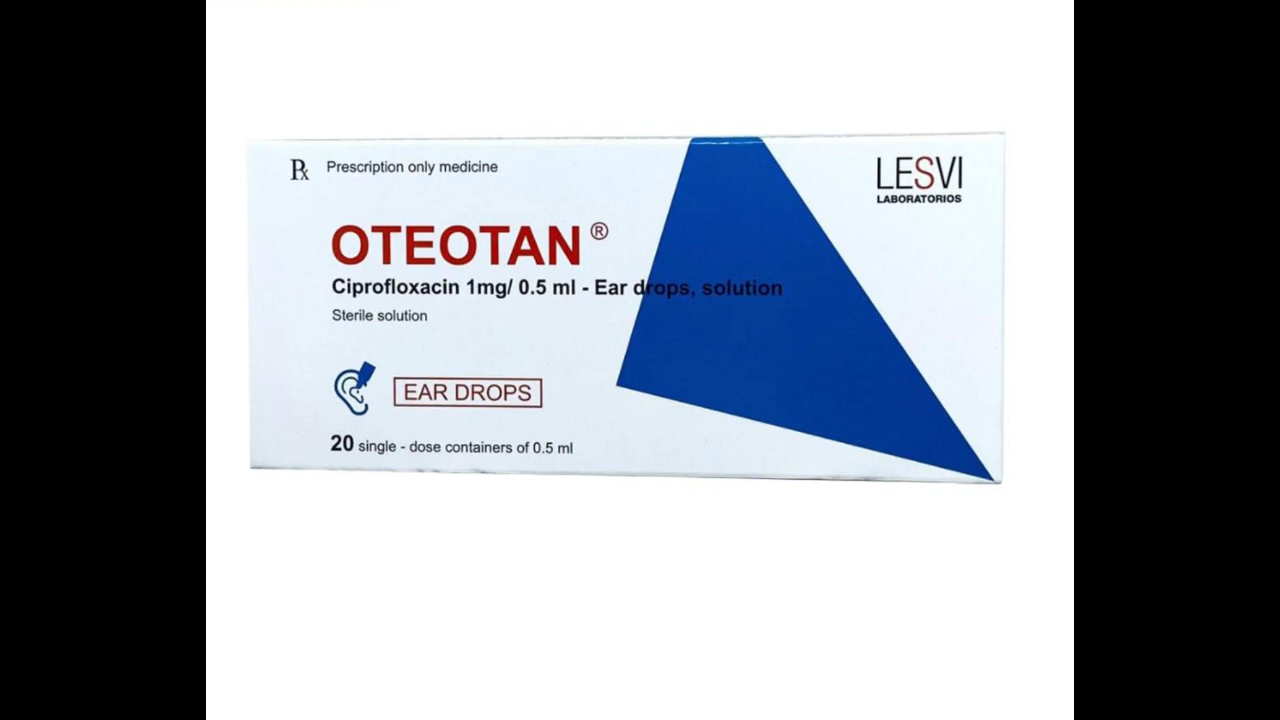 Rx Prescription only medicine
LESVI
LABORATORIOS
OTEOTAN ®
Ciprofloxacin 1mg/ 0.5 ml - Ear drops, solution
Sterile solution
EAR DROPS
20 single - dose containers of 0.5 ml